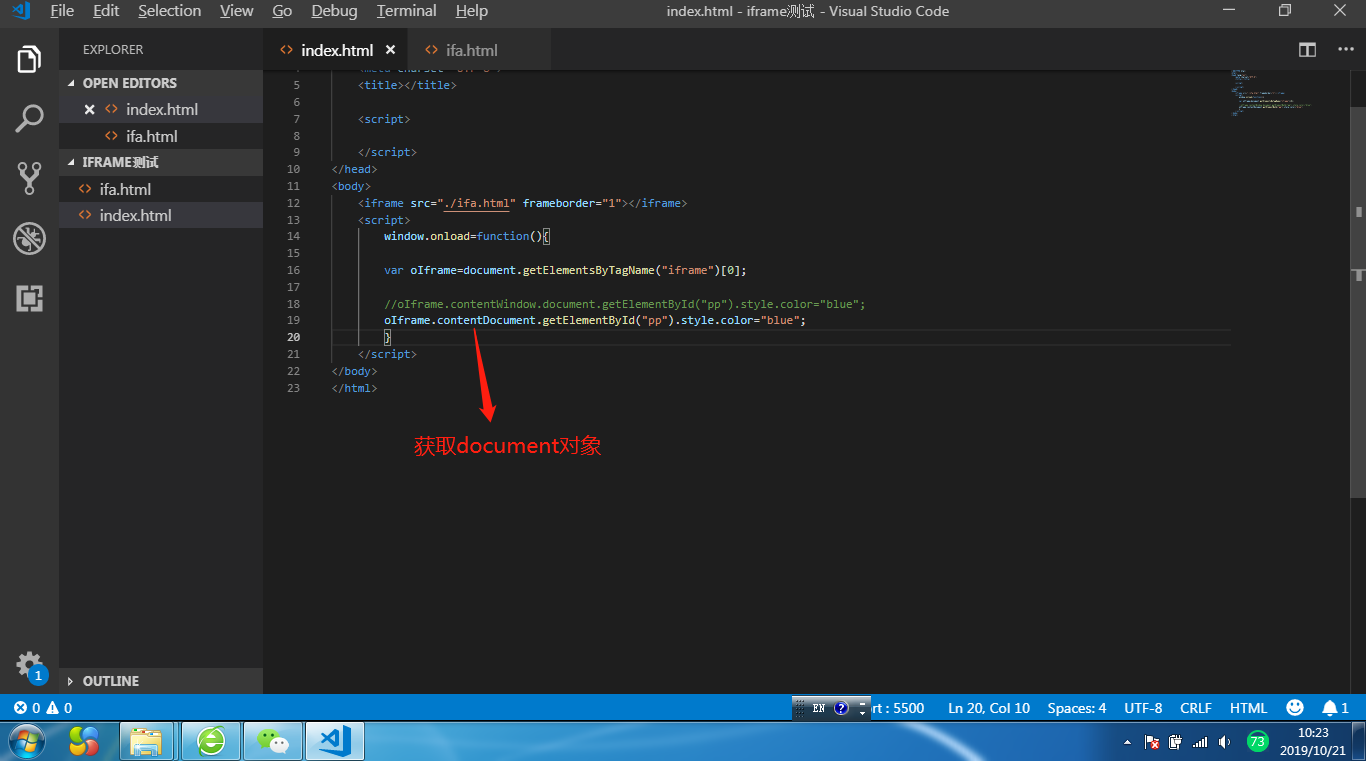 File Edit Selection View Go Debug Terminal Help
index.html - iframe测试 - Visual Studio Code
EXPLORER
OPEN EDITORS
index.html
ifa.html
IFRAME测试
ifa.html
index.html
OUTLINE
index.html
ifa.html
5 <title></title>
6
7 <script>
8
9 </script>
10 </head>
11 <body>
12 <iframe src="./ifa.html" frameborder="1"></iframe>
13 <script>
14 window.onload=function(){
15
16 var oIframe=document.getElementsByTagName("iframe")[0];
17
18 //oIframe.contentWindow.document.getElementById("pp").style.color="blue";
19 oIframe.contentDocument.getElementById("pp").style.color="blue";
20 }
21 </script>
22 </body>
23 </html>
获取document对象
1
0 0
EN
rt : 5500 Ln 20, Col 10 Spaces: 4 UTF-8 CRLF HTML 1
73
10:23
2019/10/21